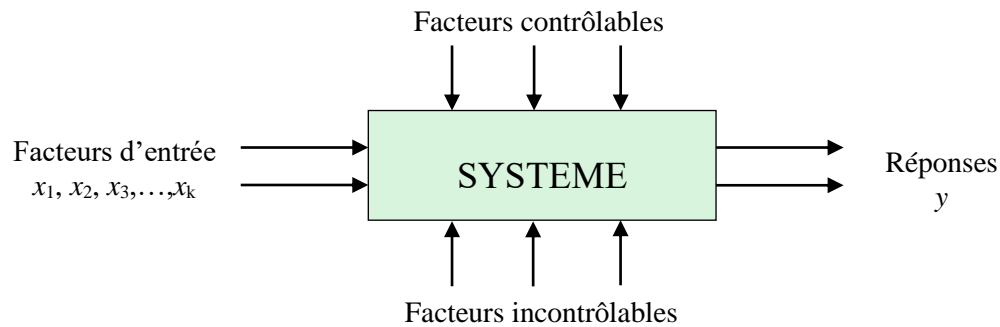 Facteurs contrôlables
Facteurs d’entrée
x1, x2, x3,…,xk
SYSTEME
Réponses
y
Facteurs incontrôlables